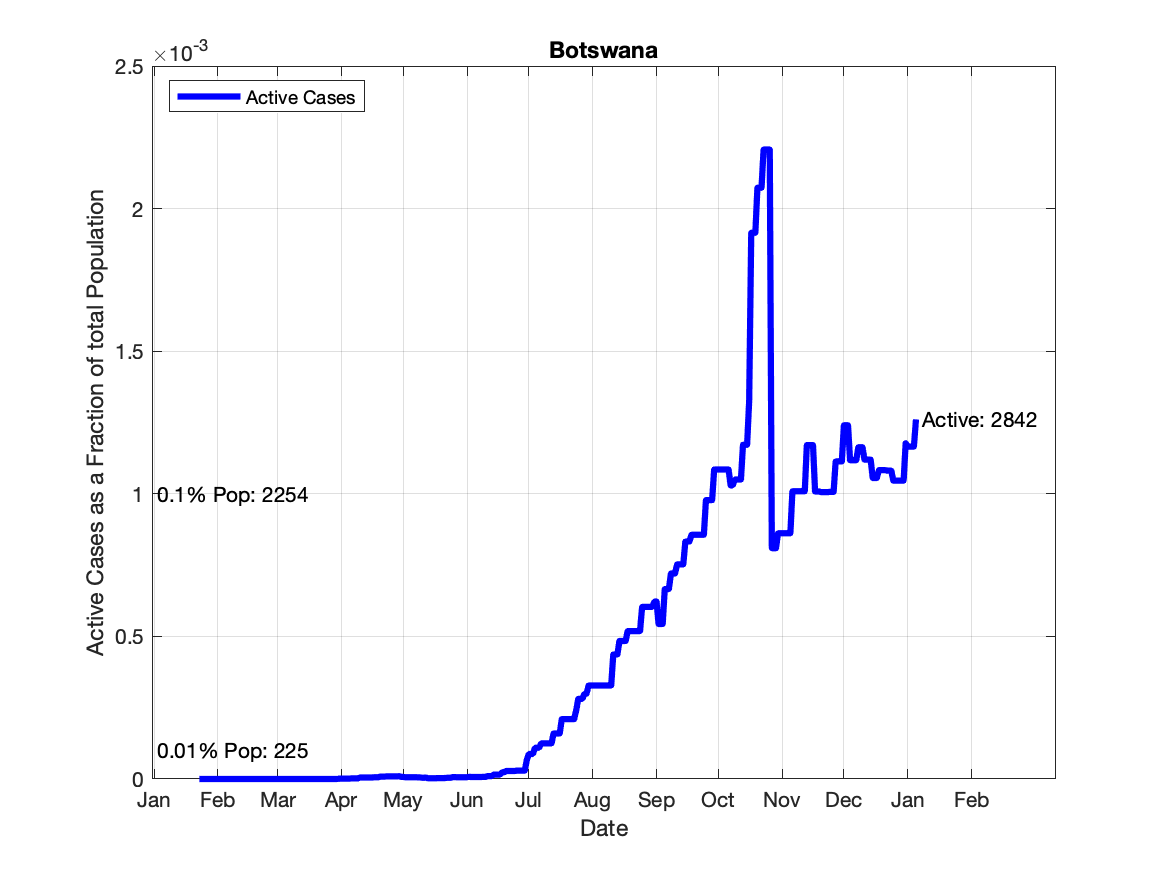 Botswana
×10-3
Active Cases
2.5
2
1.5
1
0.5
0
Active Cases as a Fraction of total Population
Active: 2842
0.1% Pop: 2254
0.01% Pop: 225
Jan Feb Mar Apr May Jun Jul Aug Sep Oct Nov Dec Jan Feb
Date